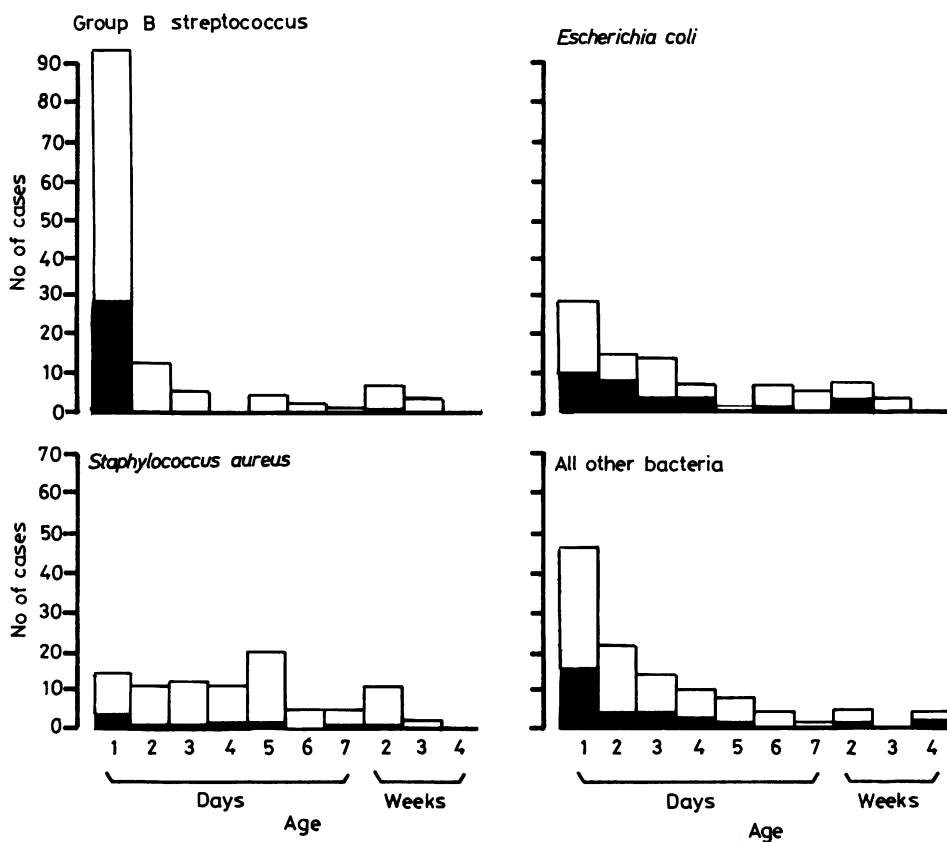 Group B streptococcus
90
80
70
60
50
40
30
20
10
0
No of cases
Escherichia coli
Staphylococcus aureus
70
60
50
40
30
20
10
0
No of cases
1 2 3 4 5 6 7 2 3 4
Days Weeks
Age
All other bacteria
1 2 3 4 5 6 7 2 3 4
Days Weeks
Age